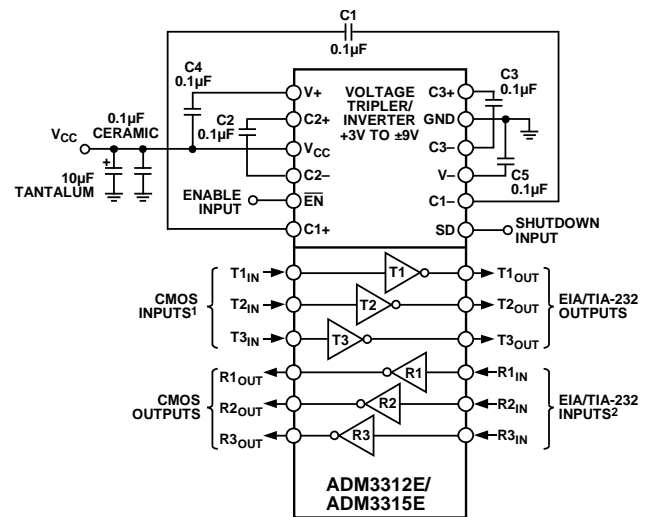 C1
0.1µF
C4
0.1µF
V+
VOLTAGE
TRIPLER/
INVERTER
+3V TO ±9V
C3+
C3
0.1µF
0.1µF
CERAMIC
C2
0.1µF
C2+
GND
VCC
VCC
C3–
+
10µF
TANTALUM
C2–
V–
C5
0.1µF
ENABLE
INPUT
EN
C1–
C1+
SD
SHUTDOWN
INPUT
CMOS
INPUTS1
T1IN
T1
T1OUT
T2IN
T2
T2OUT
T3IN
T3
T3OUT
EIA/TIA-232
OUTPUTS
CMOS
OUTPUTS
R1OUT
R1
R1IN
R2OUT
R2
R2IN
R3OUT
R3
R3IN
EIA/TIA-232
INPUTS2
ADM3312E/
ADM3315E